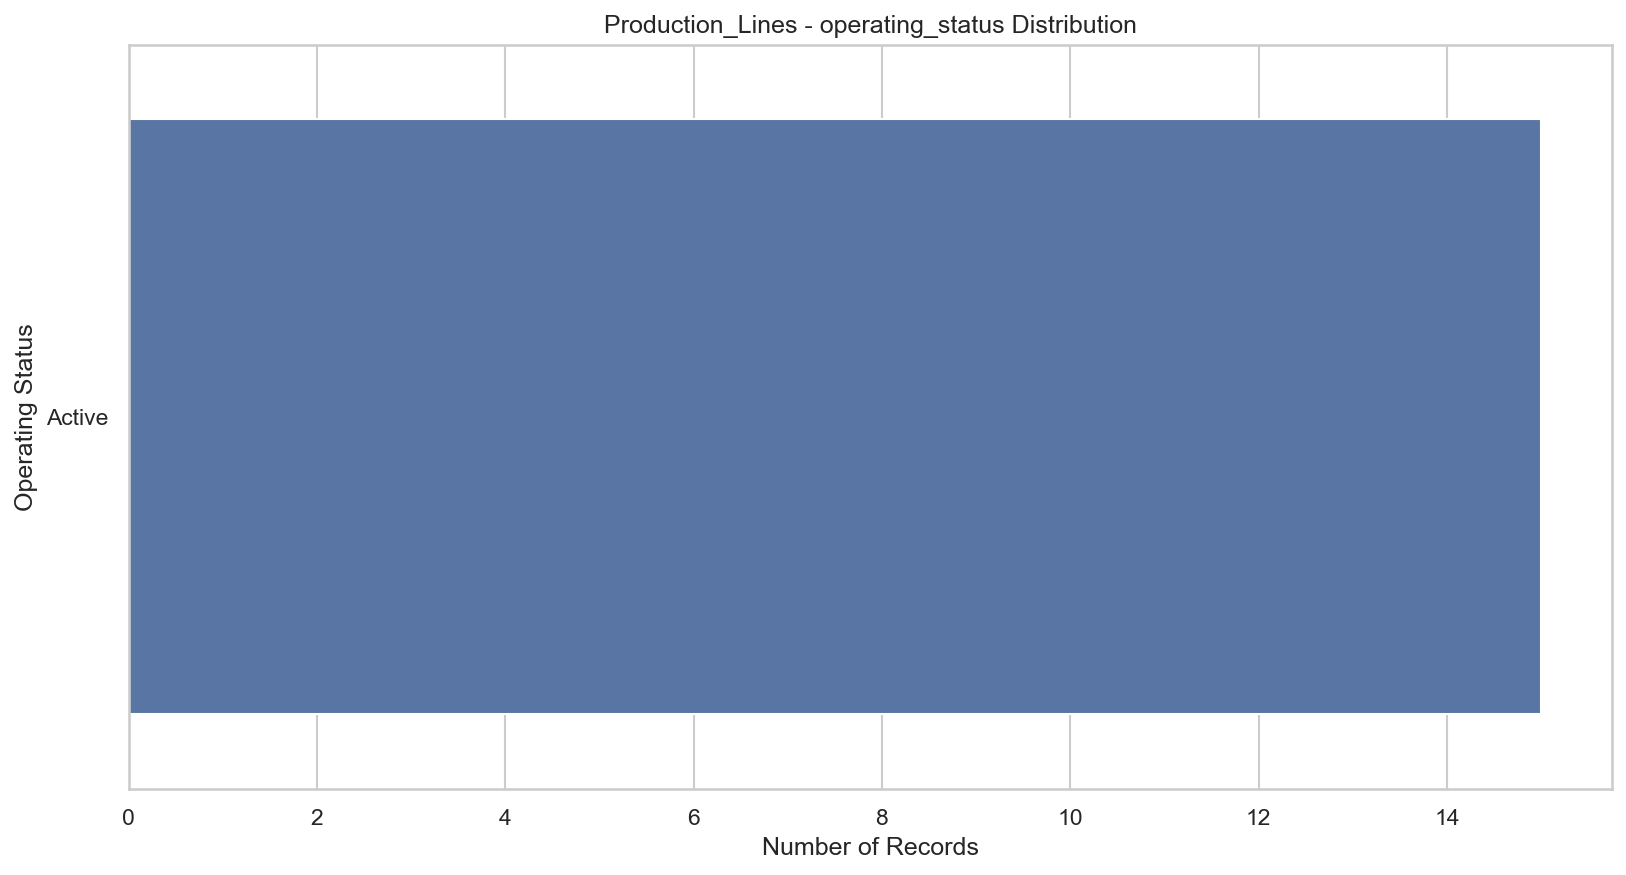 Production_Lines - operating_status Distribution
Operating Status
Active
0 2 4 6 8 10 12 14
Number of Records